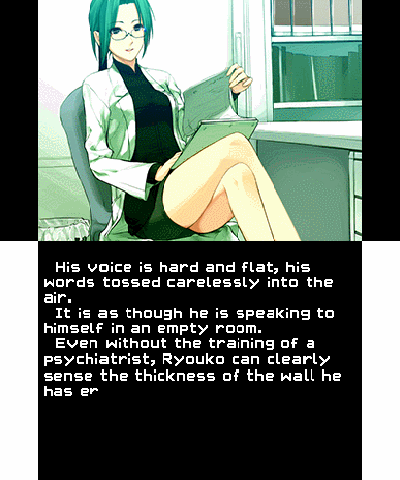 His voice is hard and flat, his
words tossed carelessly into the
air.
It is as though he is speaking to
himself in an empty room.
Even without the training of a
psychiatrist, Ryouko can clearly
sense the thickness of the wall he
has er